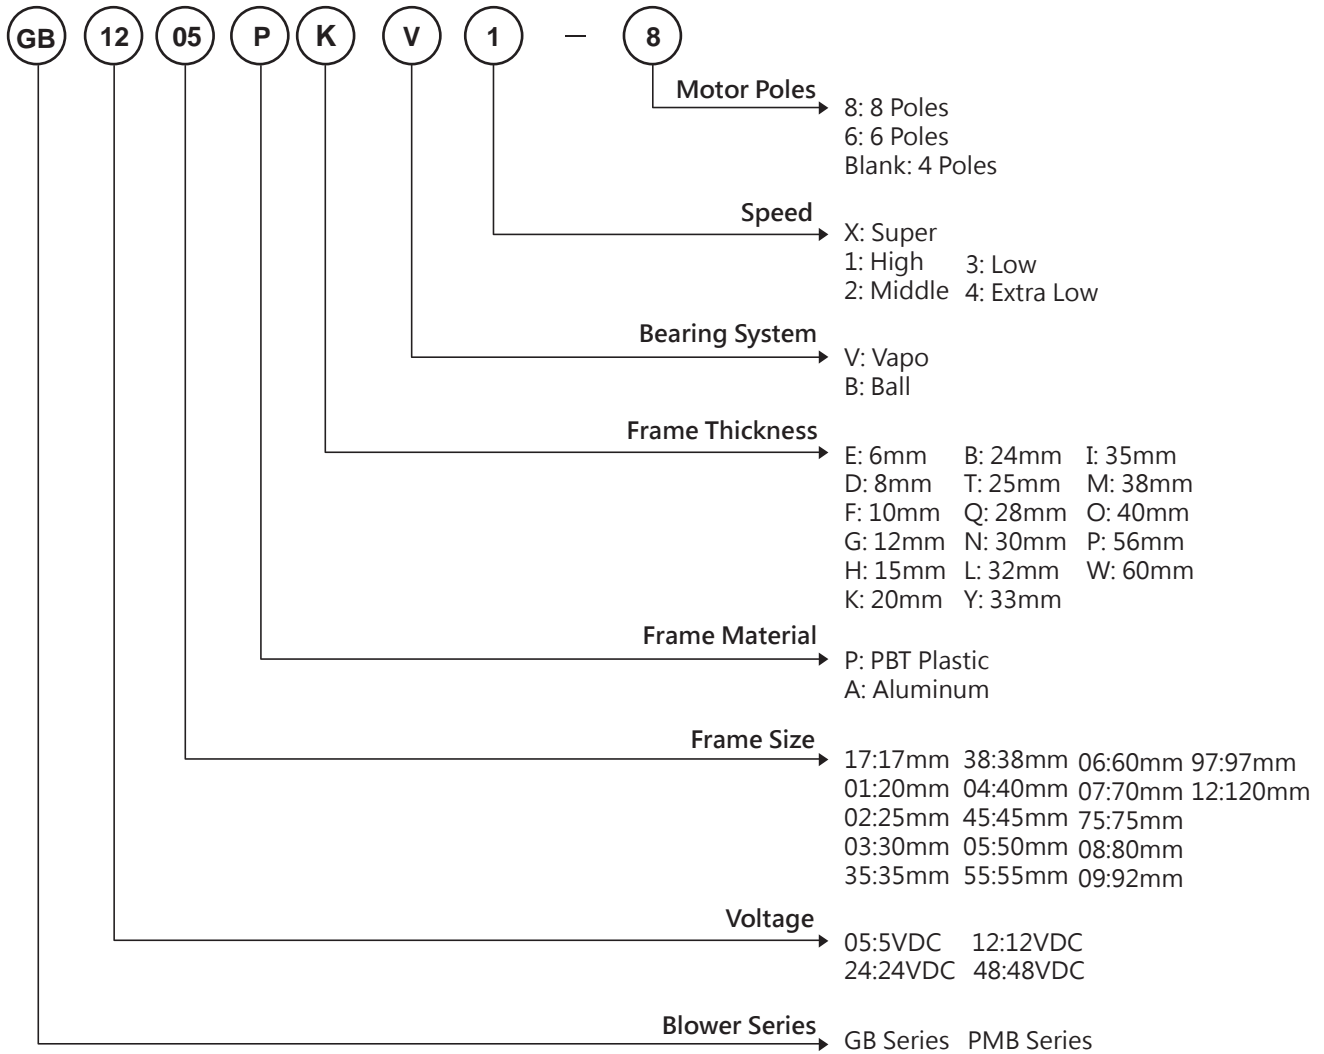 GB 12 05 P K V 1 – 8
Motor Poles
8: 8 Poles
6: 6 Poles
Blank: 4 Poles
Speed
X: Super
1: High 3: Low
2: Middle 4: Extra Low
Bearing System
V: Vapo
B: Ball
Frame Thickness
E: 6mm B: 24mm I: 35mm
D: 8mm T: 25mm M: 38mm
F: 10mm Q: 28mm O: 40mm
G: 12mm N: 30mm P: 56mm
H: 15mm L: 32mm W: 60mm
K: 20mm Y: 33mm
Frame Material
P: PBT Plastic
A: Aluminum
Frame Size
17:17mm 38:38mm 06:60mm 97:97mm
01:20mm 04:40mm 07:70mm 12:120mm
02:25mm 45:45mm 75:75mm
03:30mm 05:50mm 08:80mm
35:35mm 55:55mm 09:92mm
Voltage
05:5VDC 12:12VDC
24:24VDC 48:48VDC
Blower Series
GB Series PMB Series